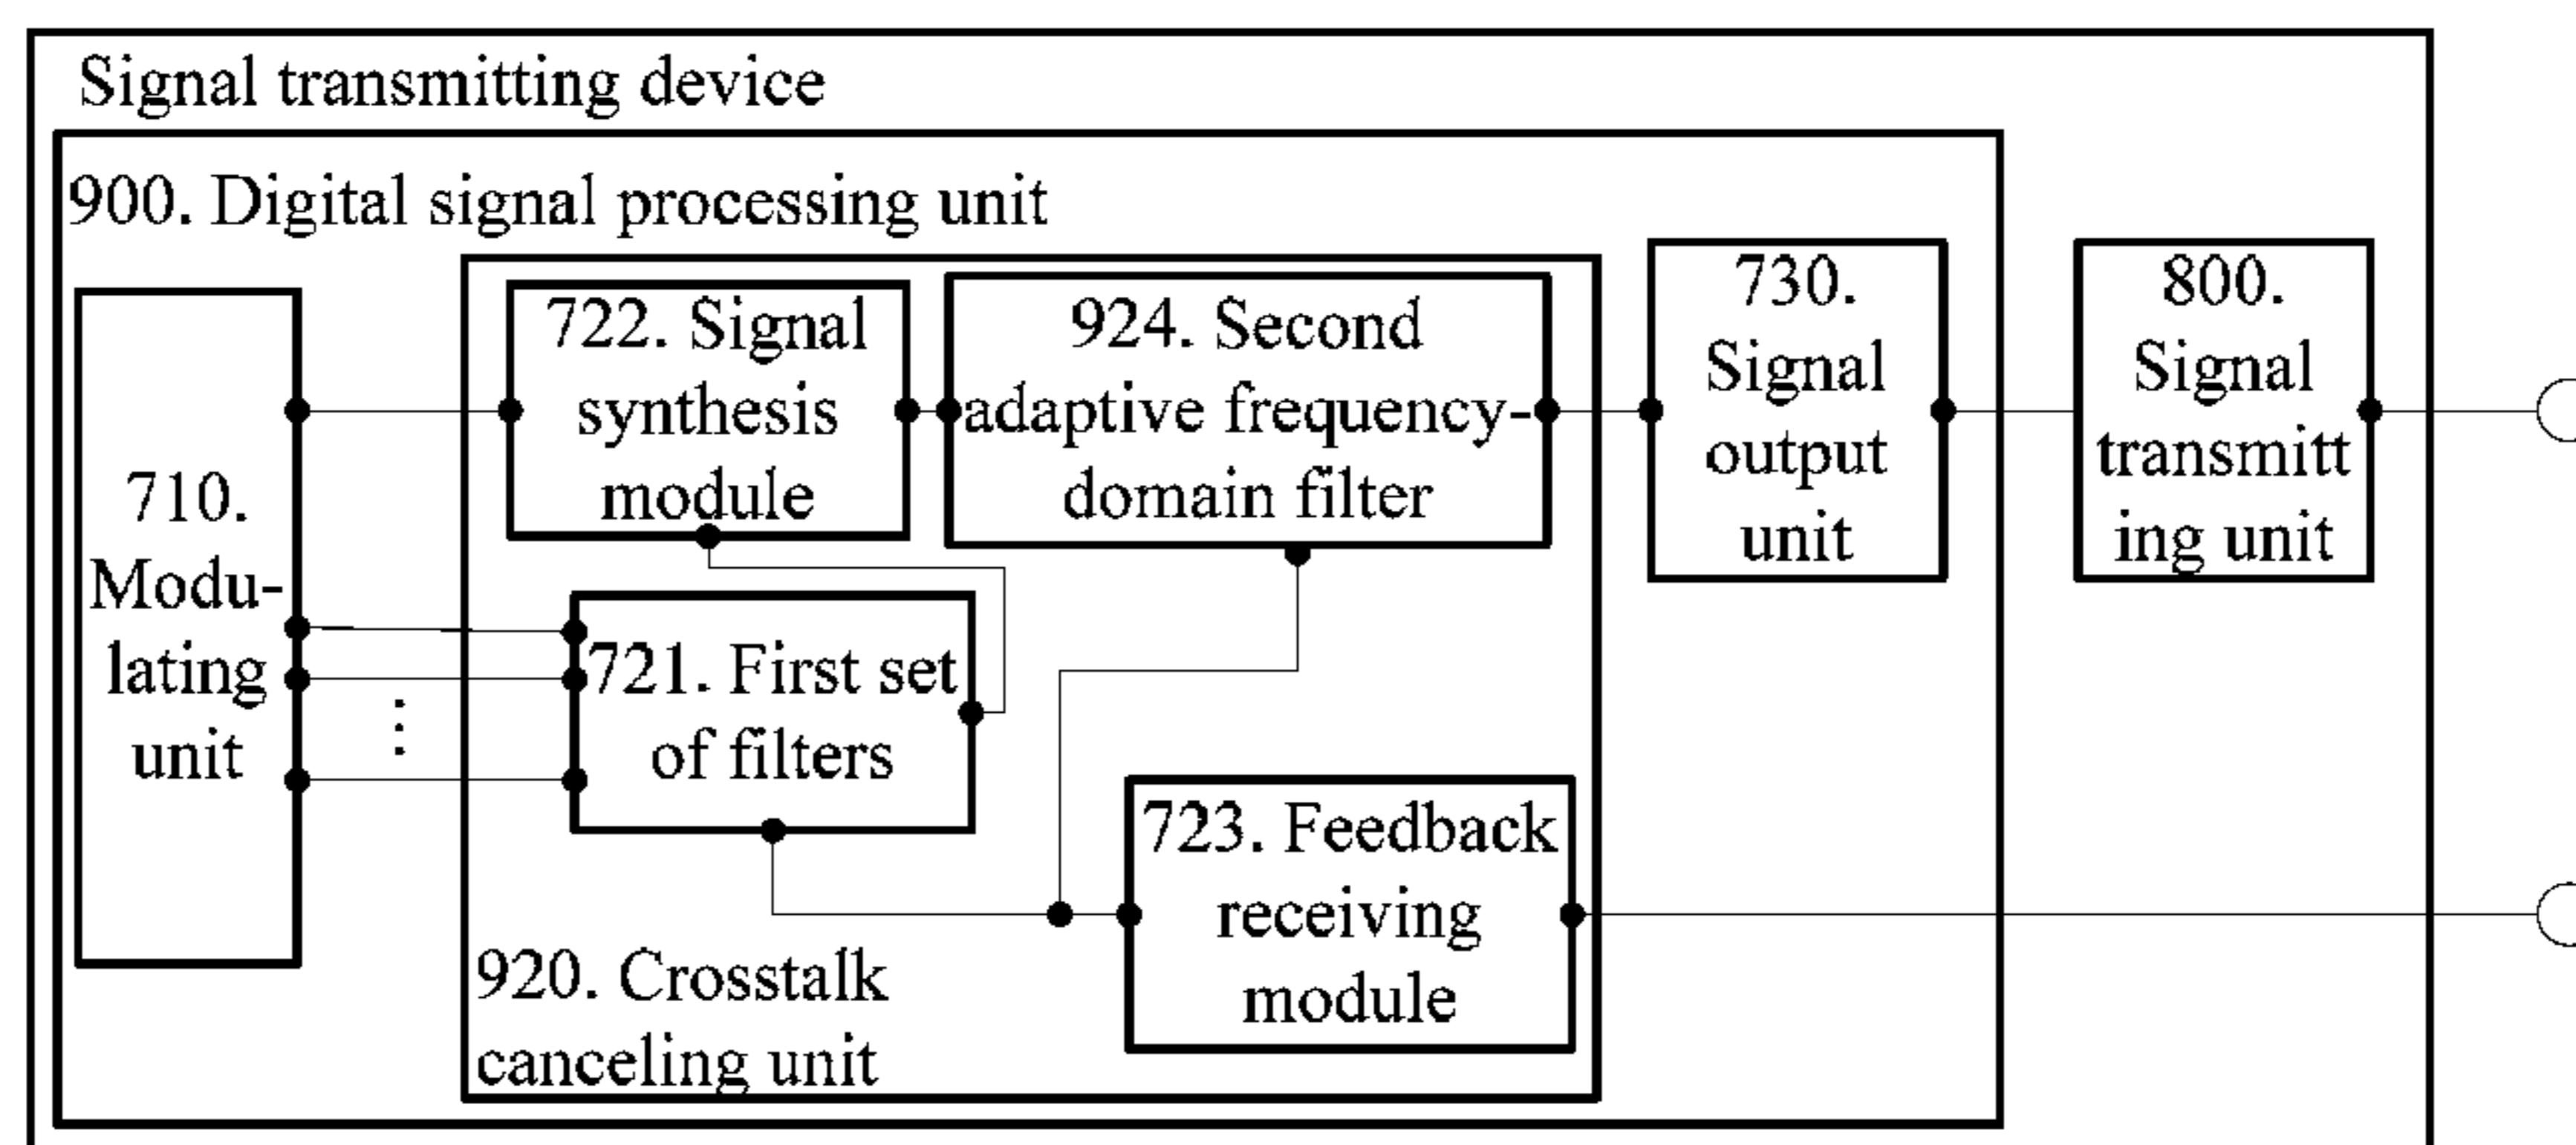 Signal transmitting device
900. Digital signal processing unit
710.
Modu-
lating
unit
722. Signal
synthesis
module
924. Second
adaptive frequency-
domain filter
730.
Signal
output
unit
800.
Signal
transmitt
ing unit
721. First set
of filters
723. Feedback
receiving
module
920. Crosstalk
canceling unit